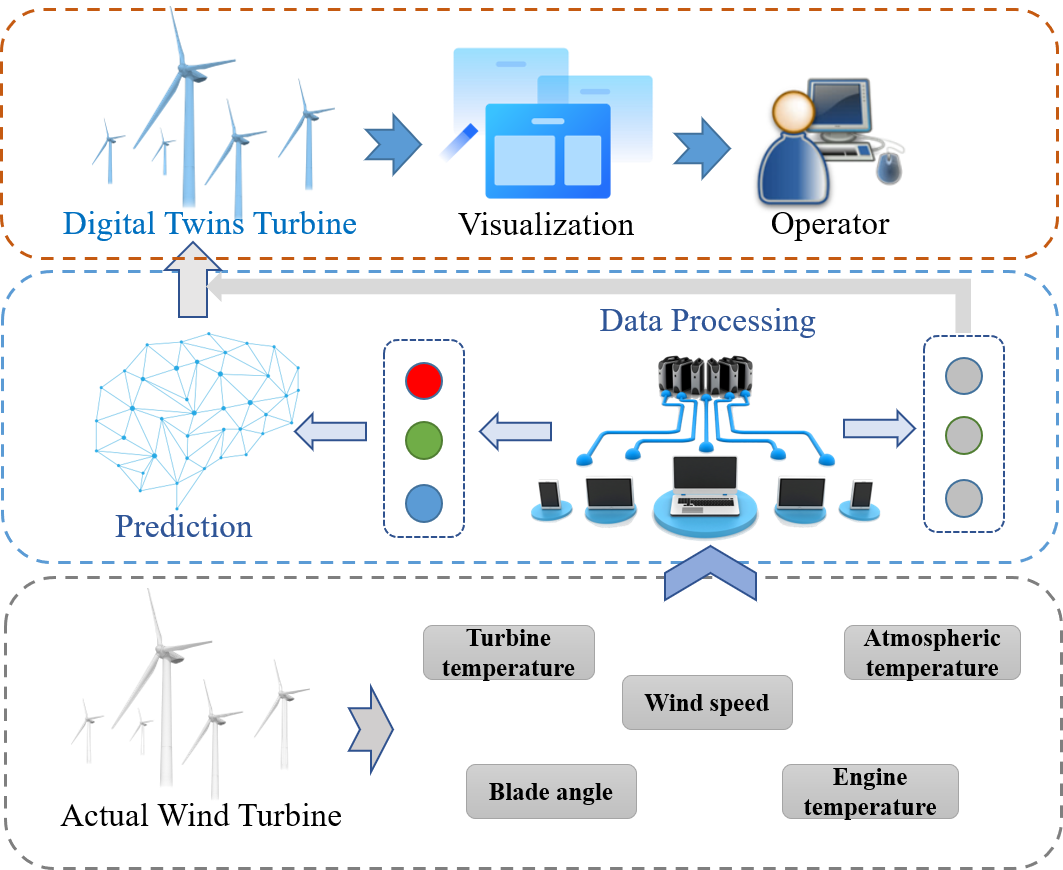 Digital Twins Turbine
Visualization
Operator
Data Processing
Prediction
Turbine
temperature
Atmospheric
temperature
Wind speed
Blade angle
Engine
temperature
Actual Wind Turbine